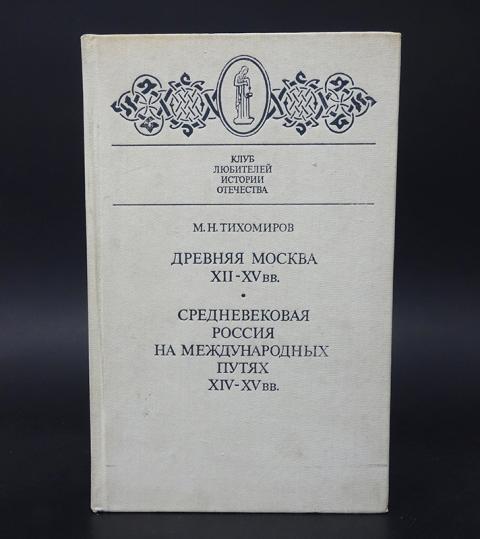 КЛУБ
ЛЮБИТЕЛЕЙ
ИСТОРИИ
ОТЕЧЕСТВА
М. Н. ТИХОМИРОВ
ДРЕВНЯЯ МОСКВА
XII-XV вв.
•
СРЕДНЕВЕКОВАЯ
РОССИЯ
НА МЕЖДУНАРОДНЫХ
ПУТЯХ
XIV-XV вв.